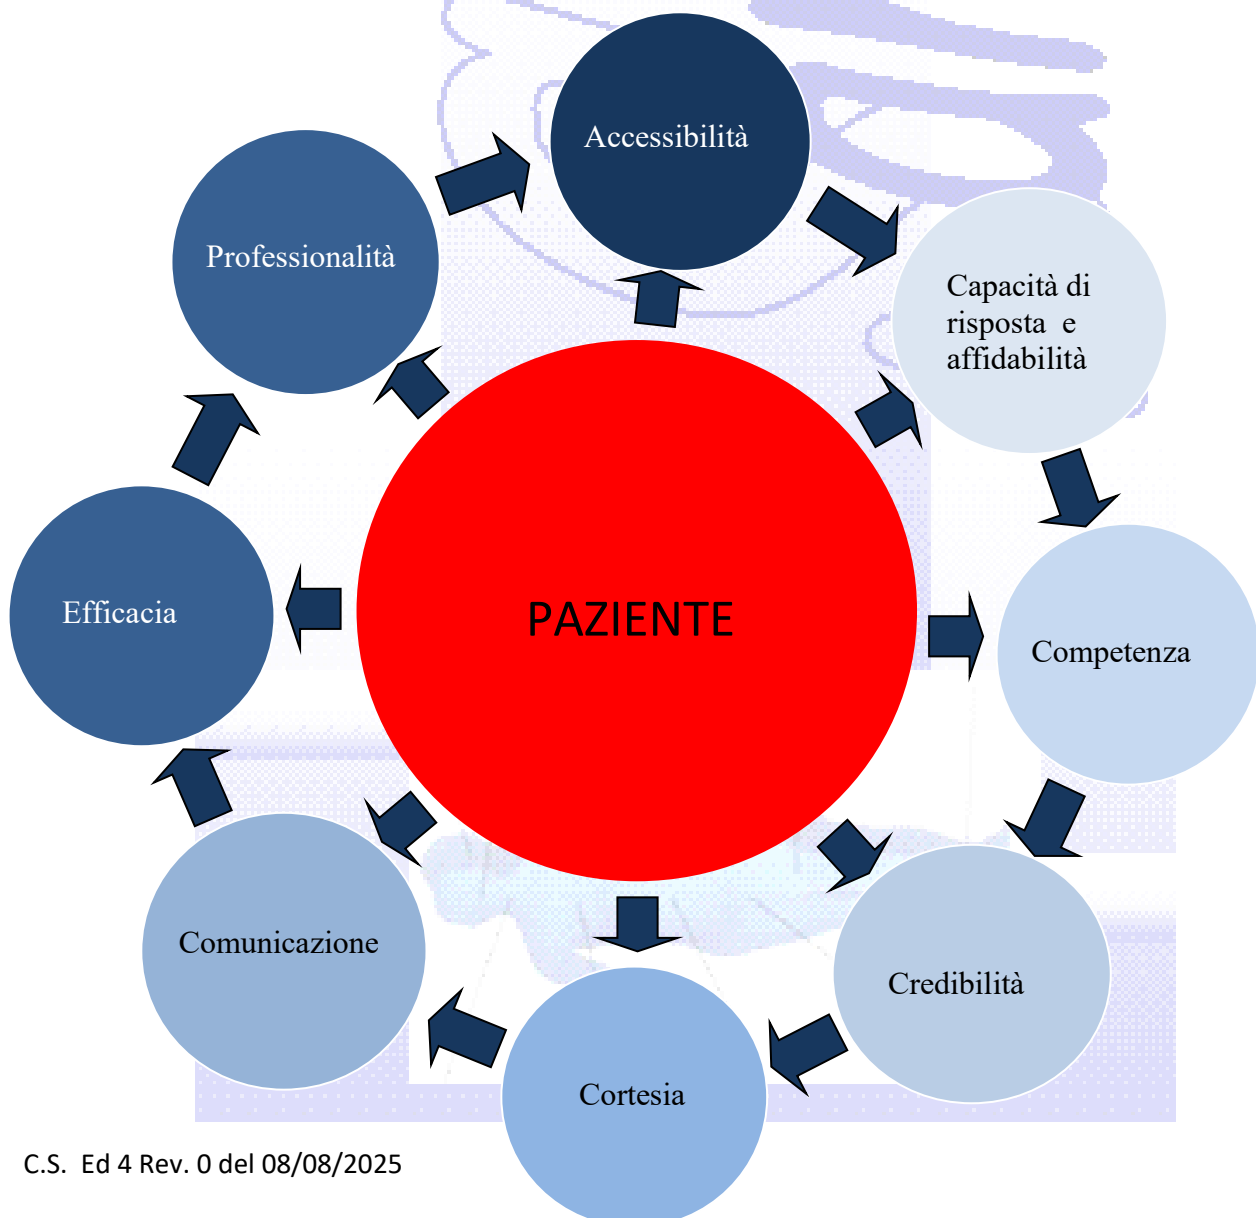 Accessibilità
Professionalità
Capacità di
risposta e
affidabilità
Efficacia
PAZIENTE
Competenza
Comunicazione
Credibilità
Cortesia
C.S. Ed 4 Rev. 0 del 08/08/2025